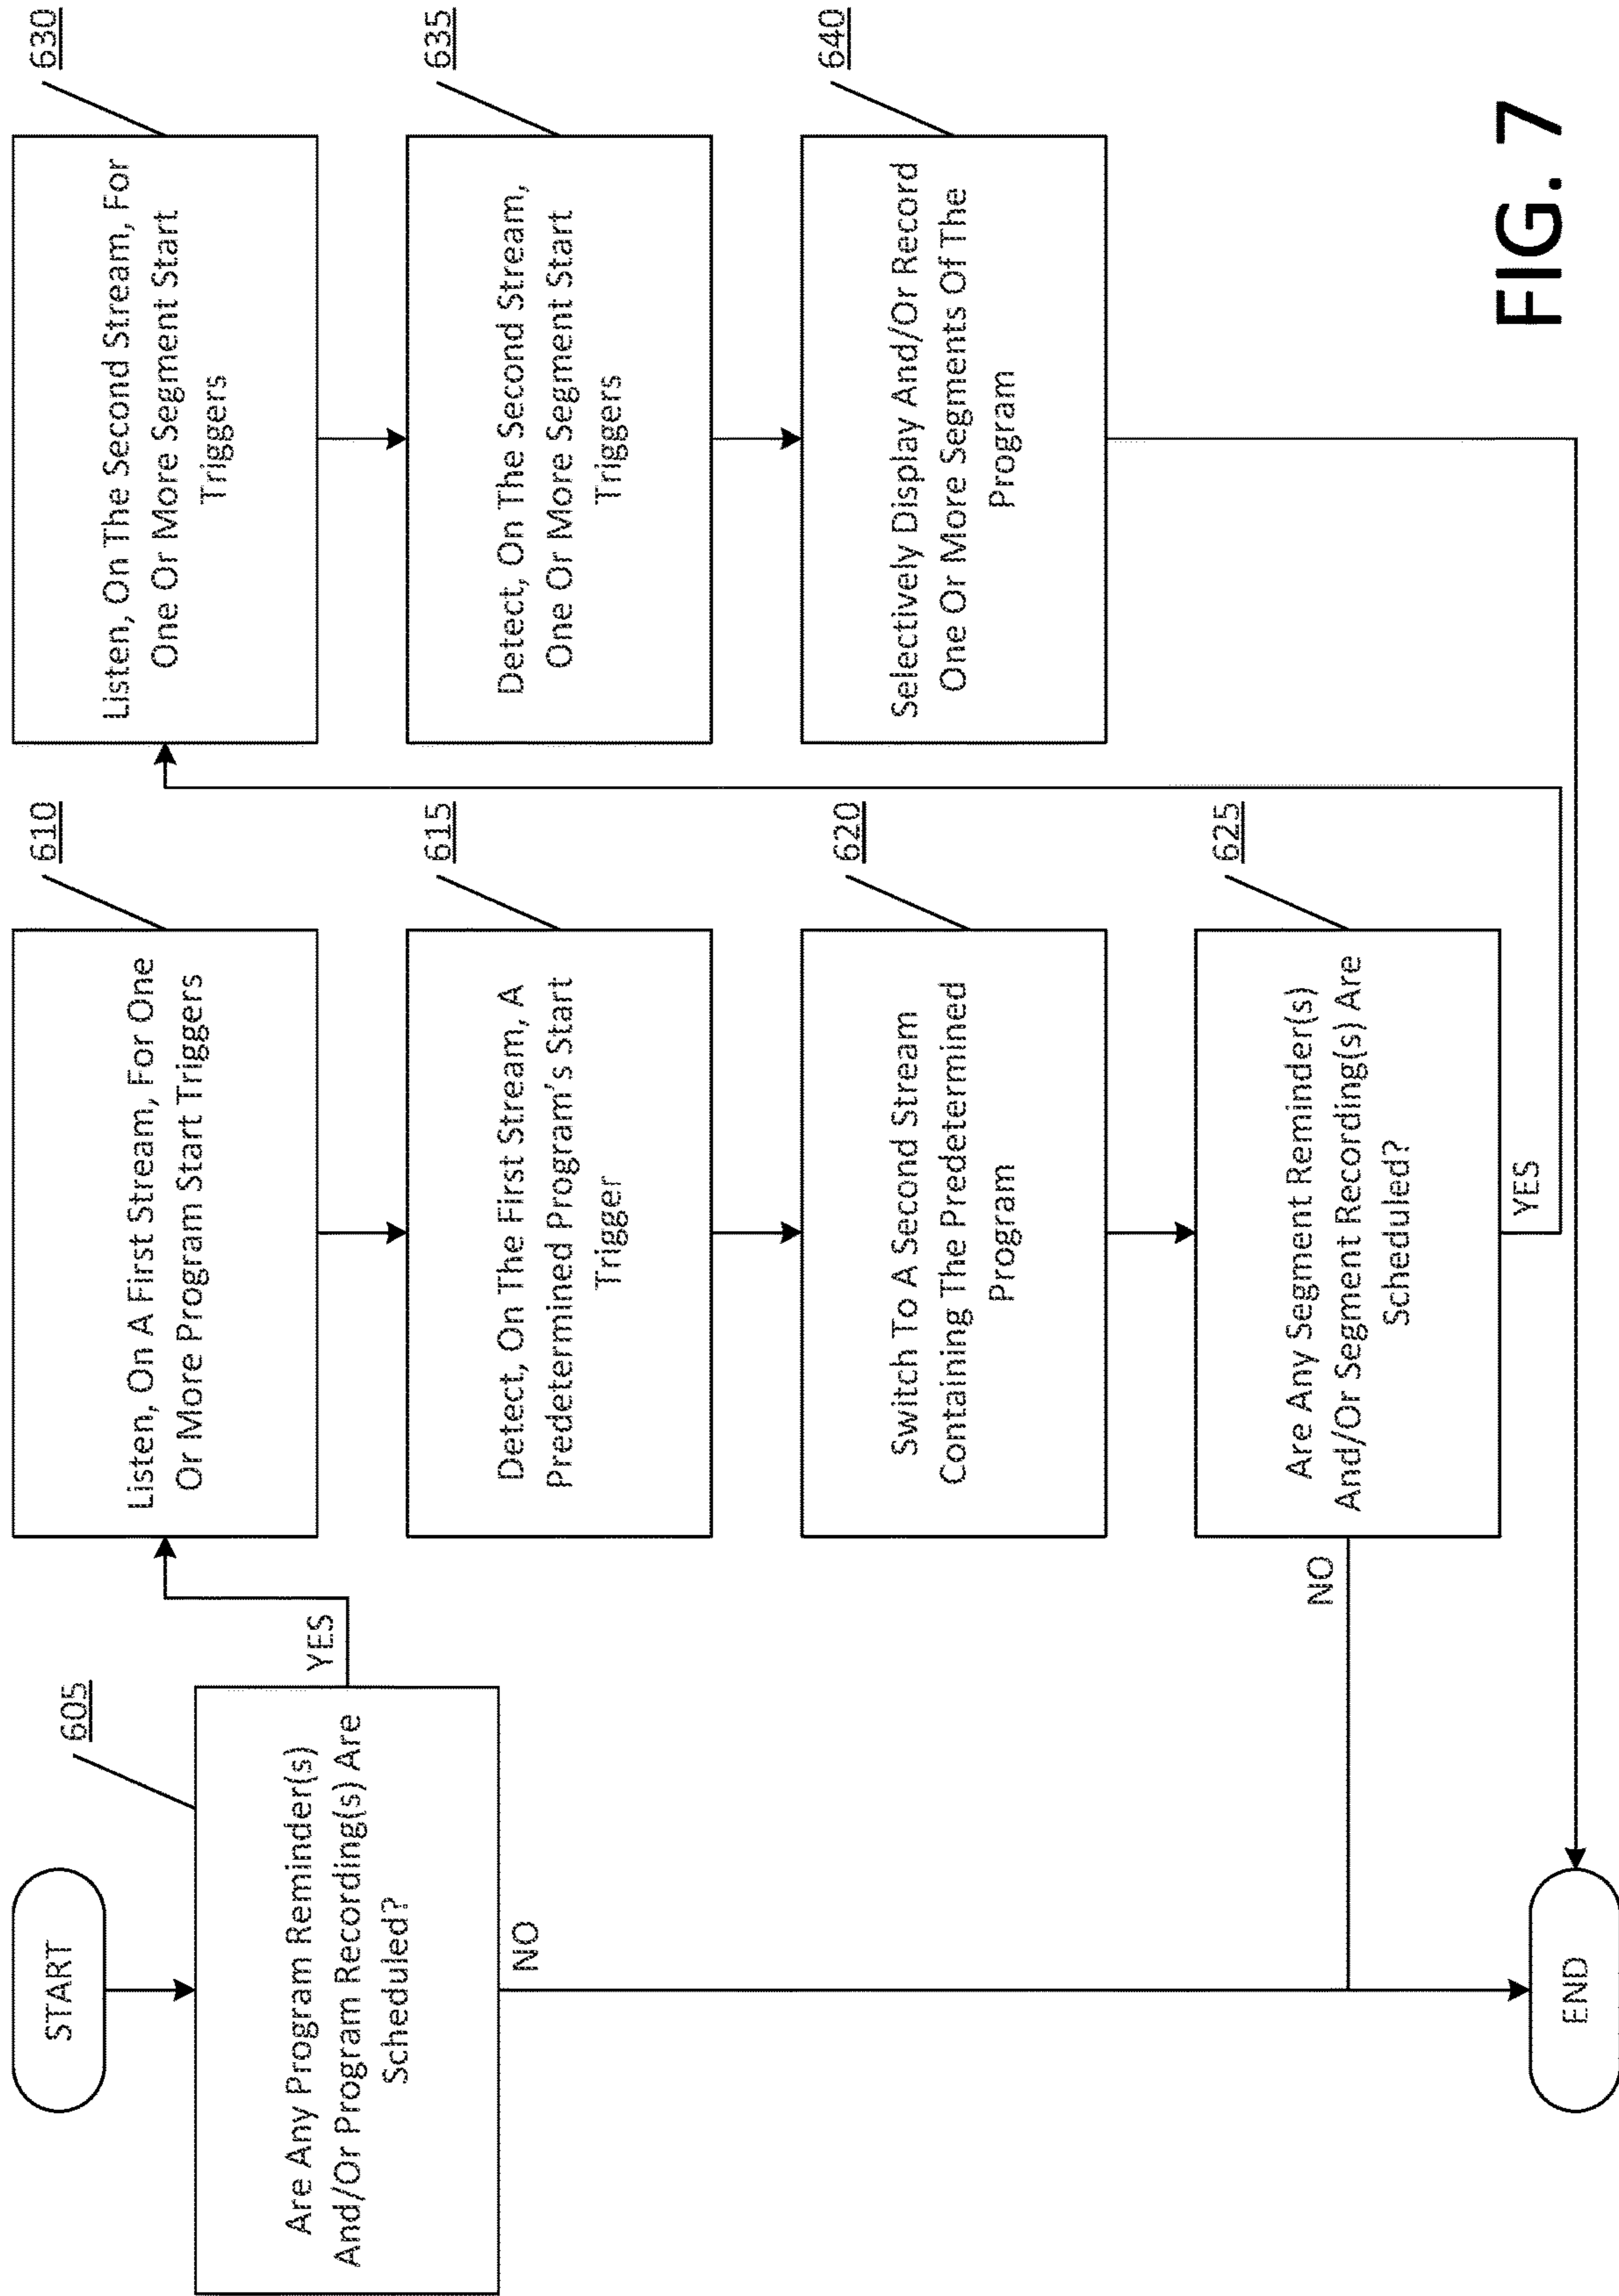 START
605
Are Any Program Reminder(s)
And/Or Program Recording(s) Are
Scheduled?
YES
NO
610
Listen, On A First Stream, For One
Or More Program Start Triggers
615
Detect, On The First Stream, A
Predetermined Program's Start
Trigger
620
Switch To A Second Stream
Containing The Predetermined
Program
625
Are Any Segment Reminder(s)
And/Or Segment Recording(s) Are
Scheduled?
NO
YES
630
Listen, On The Second Stream, For
One Or More Segment Start
Triggers
635
Detect, On The Second Stream,
One Or More Segment Start
Triggers
640
Selectively Display And/Or Record
One Or More Segments Of The
Program
END
FIG. 7